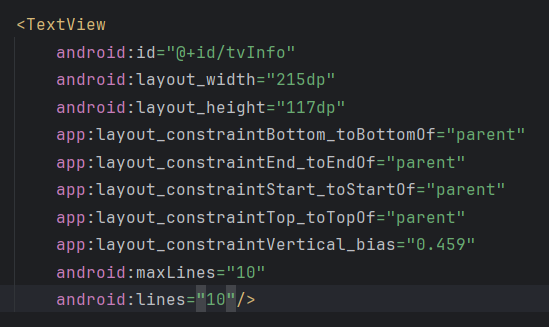 <TextView
android:id="@+id/tvInfo"
android:layout_width="215dp"
android:layout_height="117dp"
app:layout_constraintBottom_toBottomOf="parent"
app:layout_constraintEnd_toEndOf="parent"
app:layout_constraintStart_toStartOf="parent"
app:layout_constraintTop_toTopOf="parent"
app:layout_constraintVertical_bias="0.459"
android:maxLines="10"
android:lines="10"/>